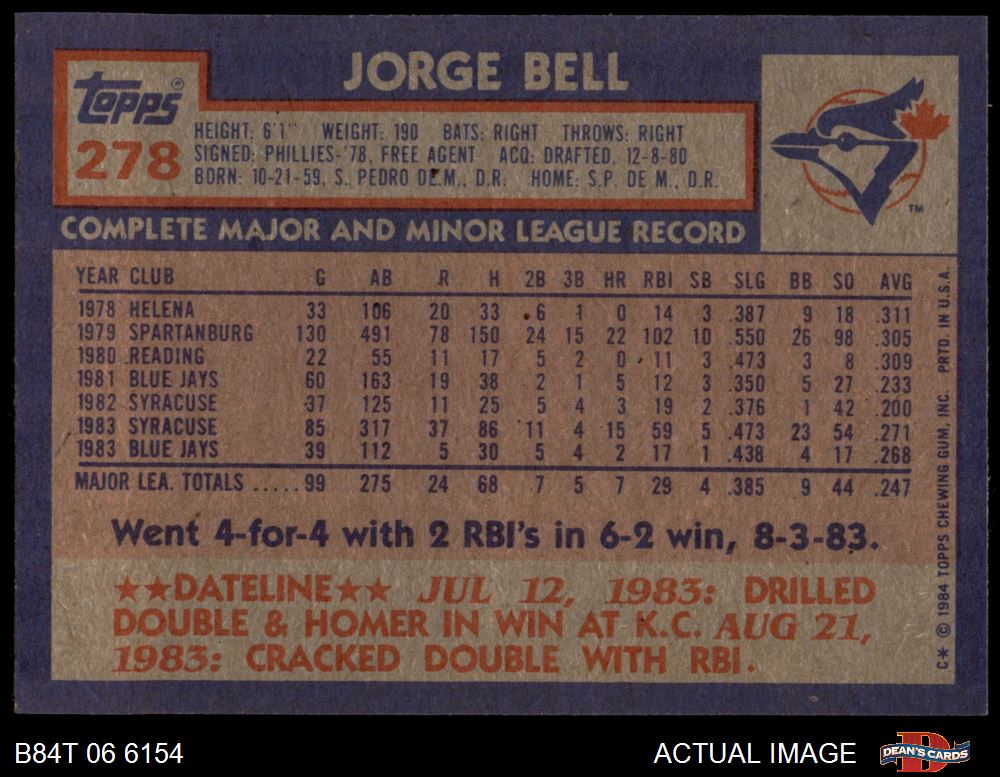 JORGE BELL
Topps®
278
HEIGHT: 6'1" WEIGHT: 190 BATS: RIGHT THROWS: RIGHT
SIGNED: PHILLIES-'78, FREE AGENT ACQ: DRAFTED, 12-8-80
BORN: 10-21-59, S. PEDRO DE M., D.R. HOME: S.P. DE M., D.R.
TM
COMPLETE MAJOR AND MINOR LEAGUE RECORD
YEAR CLUB G AB R H 2B 3B HR RBI SB SLG BB SO AVG
1978 HELENA 33 106 20 33 6 1 0 14 3 .387 9 18 .311
1979 SPARTANBURG 130 491 78 150 24 15 22 102 10 .550 26 98 .305
1980 READING 22 55 11 17 5 2 0 11 3 .473 3 8 .309
1981 BLUE JAYS 60 163 19 38 2 1 5 12 3 .350 5 27 .233
1982 SYRACUSE 37 125 11 25 5 4 3 19 2 .376 1 42 .200
1983 SYRACUSE 85 317 37 86 11 4 15 59 5 .473 23 54 .271
1983 BLUE JAYS 39 112 5 30 5 4 2 17 1 .438 4 17 .268
MAJOR LEA. TOTALS .....99 275 24 68 7 5 7 29 4 .385 9 44 .247
Went 4-for-4 with 2 RBI's in 6-2 win, 8-3-83.
★★DATELINE★★ JUL 12, 1983: DRILLED
DOUBLE & HOMER IN WIN AT K.C. AUG 21,
1983: CRACKED DOUBLE WITH RBI.
C* © 1984 TOPPS CHEWING GUM, INC. PRTD. IN U.S.A.
B84T 06 6154
ACTUAL IMAGE
DEAN'S CARDS